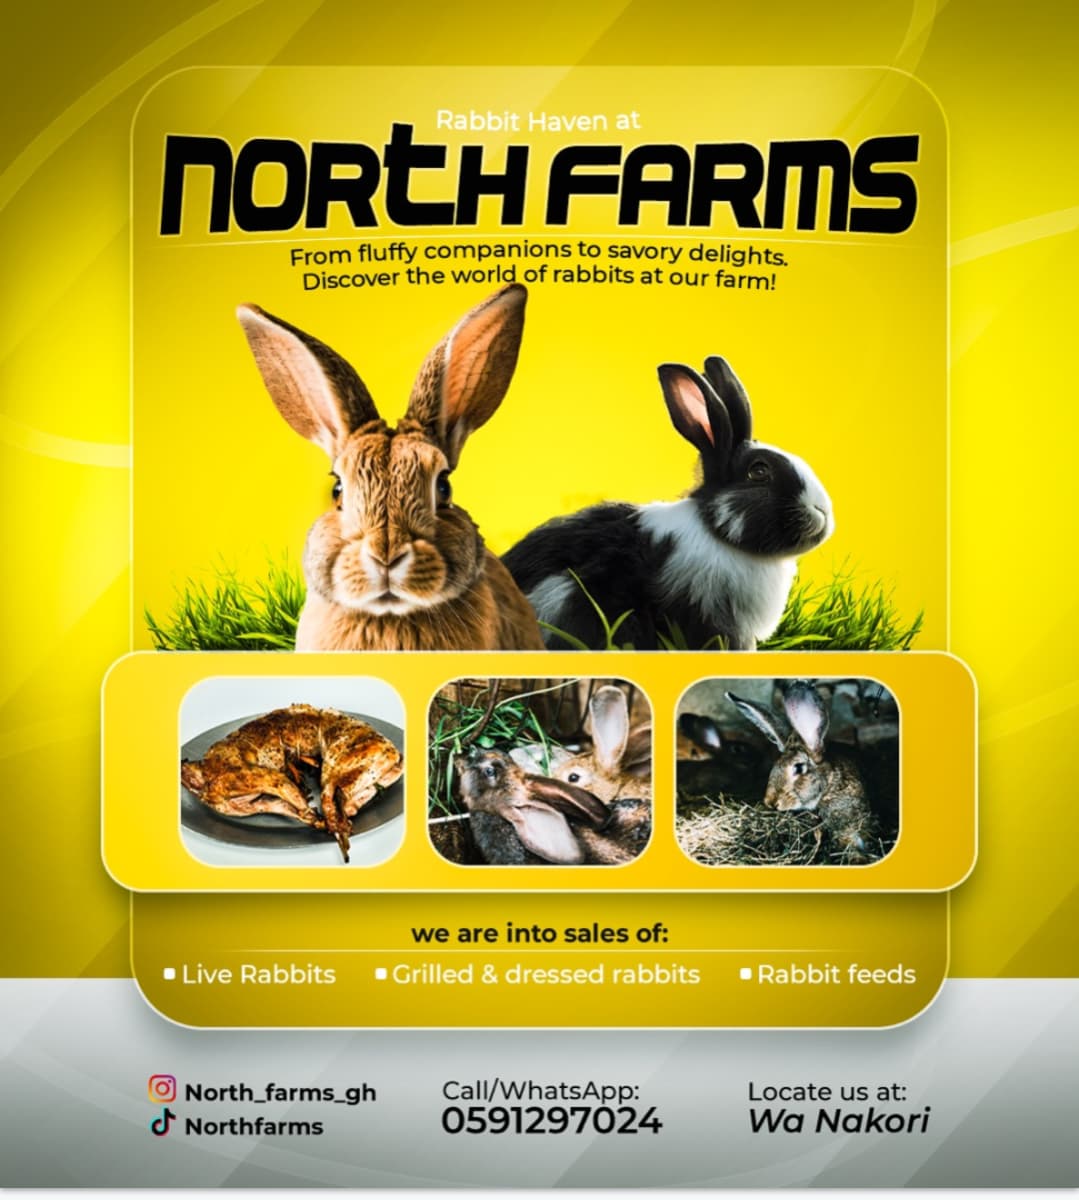 Rabbit Haven at
NORTH FARMS
From fluffy companions to savory delights.
Discover the world of rabbits at our farm!
we are into sales of:
Live Rabbits
Grilled & dressed rabbits
Rabbit feeds
North_farms_gh
Northfarms
Call/WhatsApp:
0591297024
Locate us at:
Wa Nakori